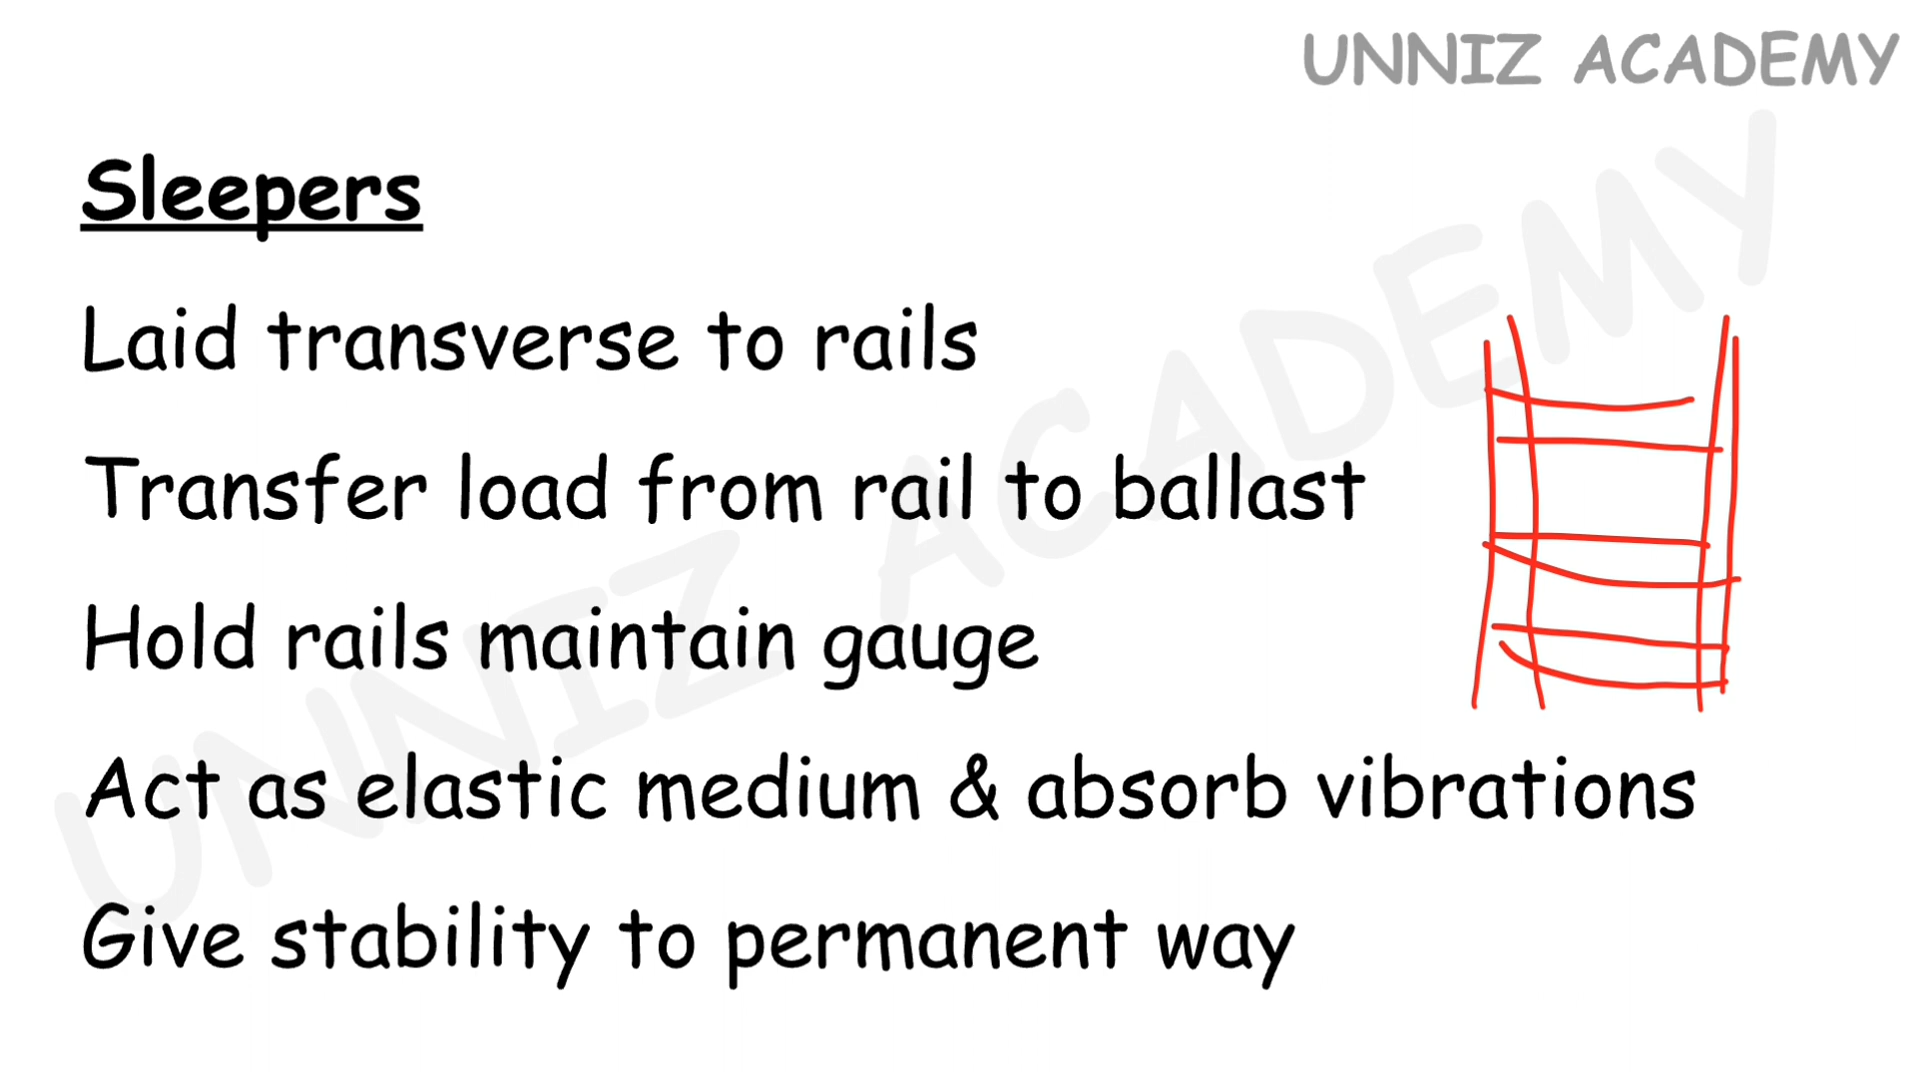 UNNIZ ACADEMY
Sleepers
Laid transverse to rails
Transfer load from rail to ballast
Hold rails maintain gauge
Act as elastic medium & absorb vibrations
Give stability to permanent way
UNNIZ ACADEMY